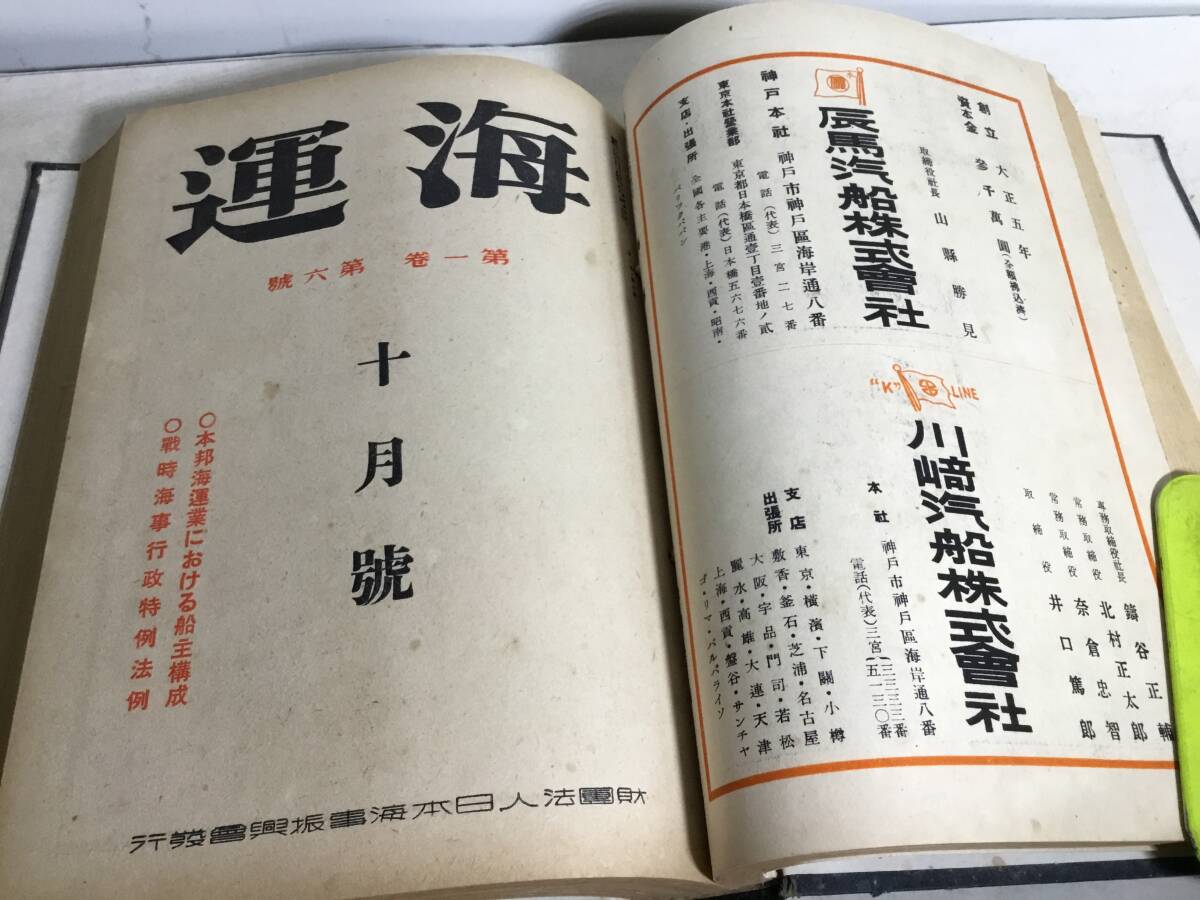 海運
第一卷 第六號
十月號
○本邦海運業における船主構成
○戰時海事行政特例法例
財團法人日本海事振興會發行
創立 大正五年
資本金 參千萬圓(全額拂込濟)
取締役社長 山縣勝見
辰馬汽船株式會社
神戶本社 神戶市神戶區海岸通八番
電話(代表)三宮二七番
東京本社營業部 東京都日本橋區通壹丁目壹番地ノ貳
電話(代表)日本橋五六七六番
支店・出張所 全國各主要港・上海・西貢・昭南・
"K" LINE
川崎汽船株式會社
專務取締役社長 鑄谷正輔
常務取締役 北村正太郎
常務取締役 奈倉忠智
取締役 井口篤郎
本社 神戶市神戶區海岸通八番
電話(代表)三宮
支店
出張所
東京・橫濱・下關・小樽
敷香・釜石・芝浦・名古屋
大阪・宇品・門司・若松
麗水・高雄・大連・天津
上海・西貢・盤谷・サンチヤ
ゴ・リマ・バルパライソ